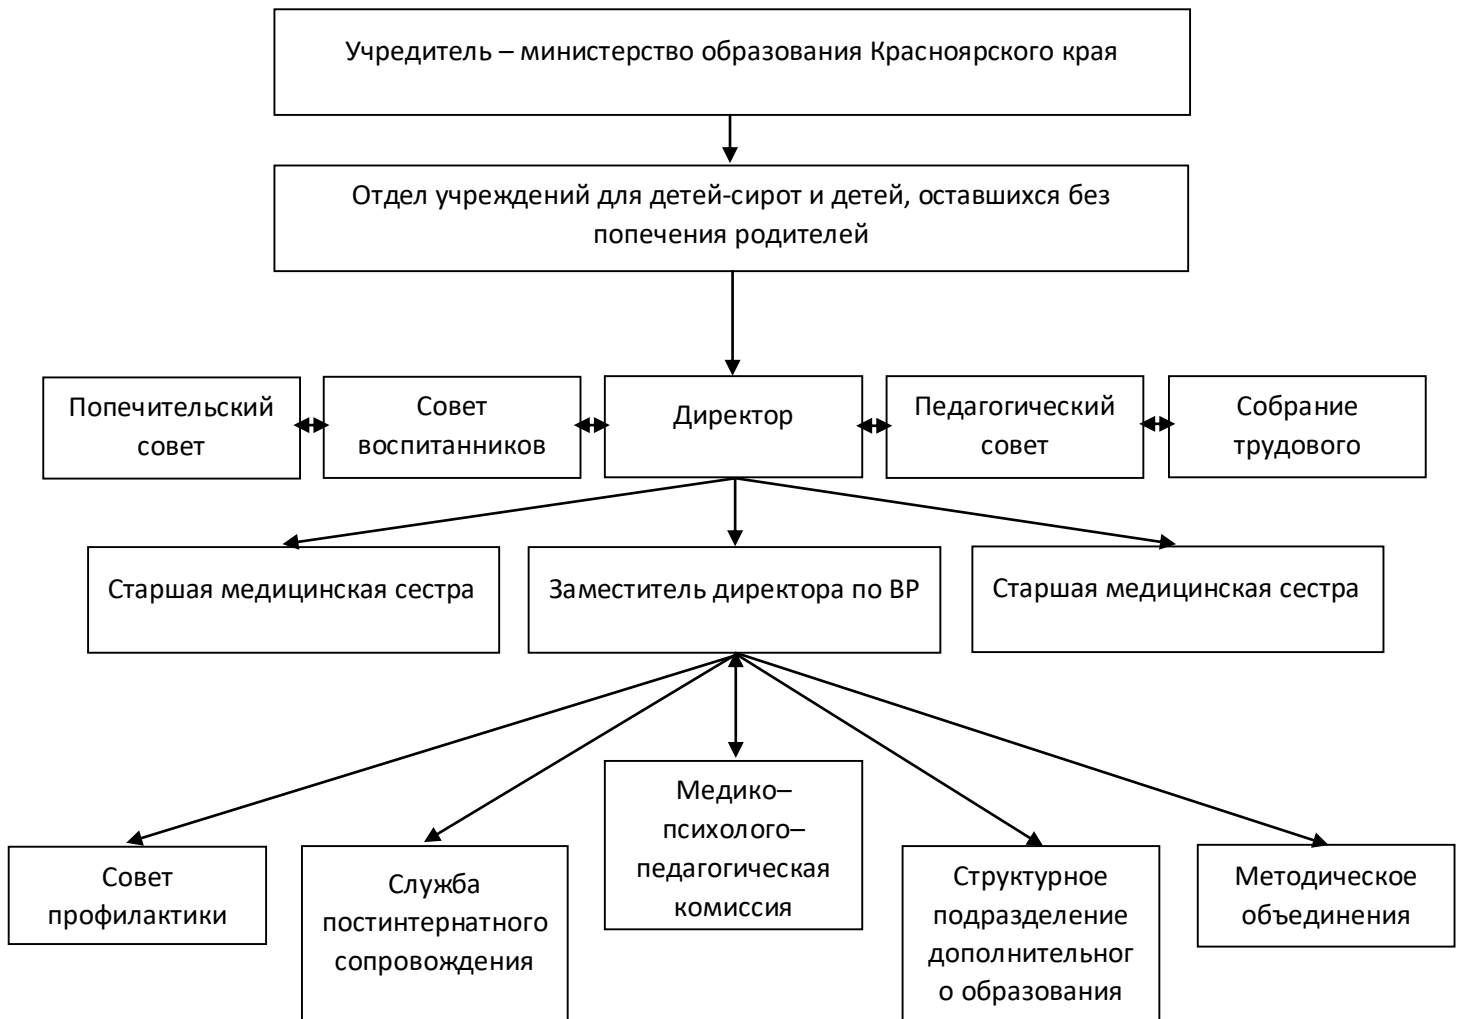 Учредитель – министерство образования Красноярского края
Отдел учреждений для детей-сирот и детей, оставшихся без
попечения родителей
Попечительский
совет
Совет
воспитанников
Директор
Педагогический
совет
Собрание
трудового
Старшая медицинская сестра
Заместитель директора по ВР
Старшая медицинская сестра
Совет
профилактики
Служба
постинтернатного
сопровождения
Медико–
психолого–
педагогическая
комиссия
Структурное
подразделение
дополнительног
о образования
Методическое
объединения